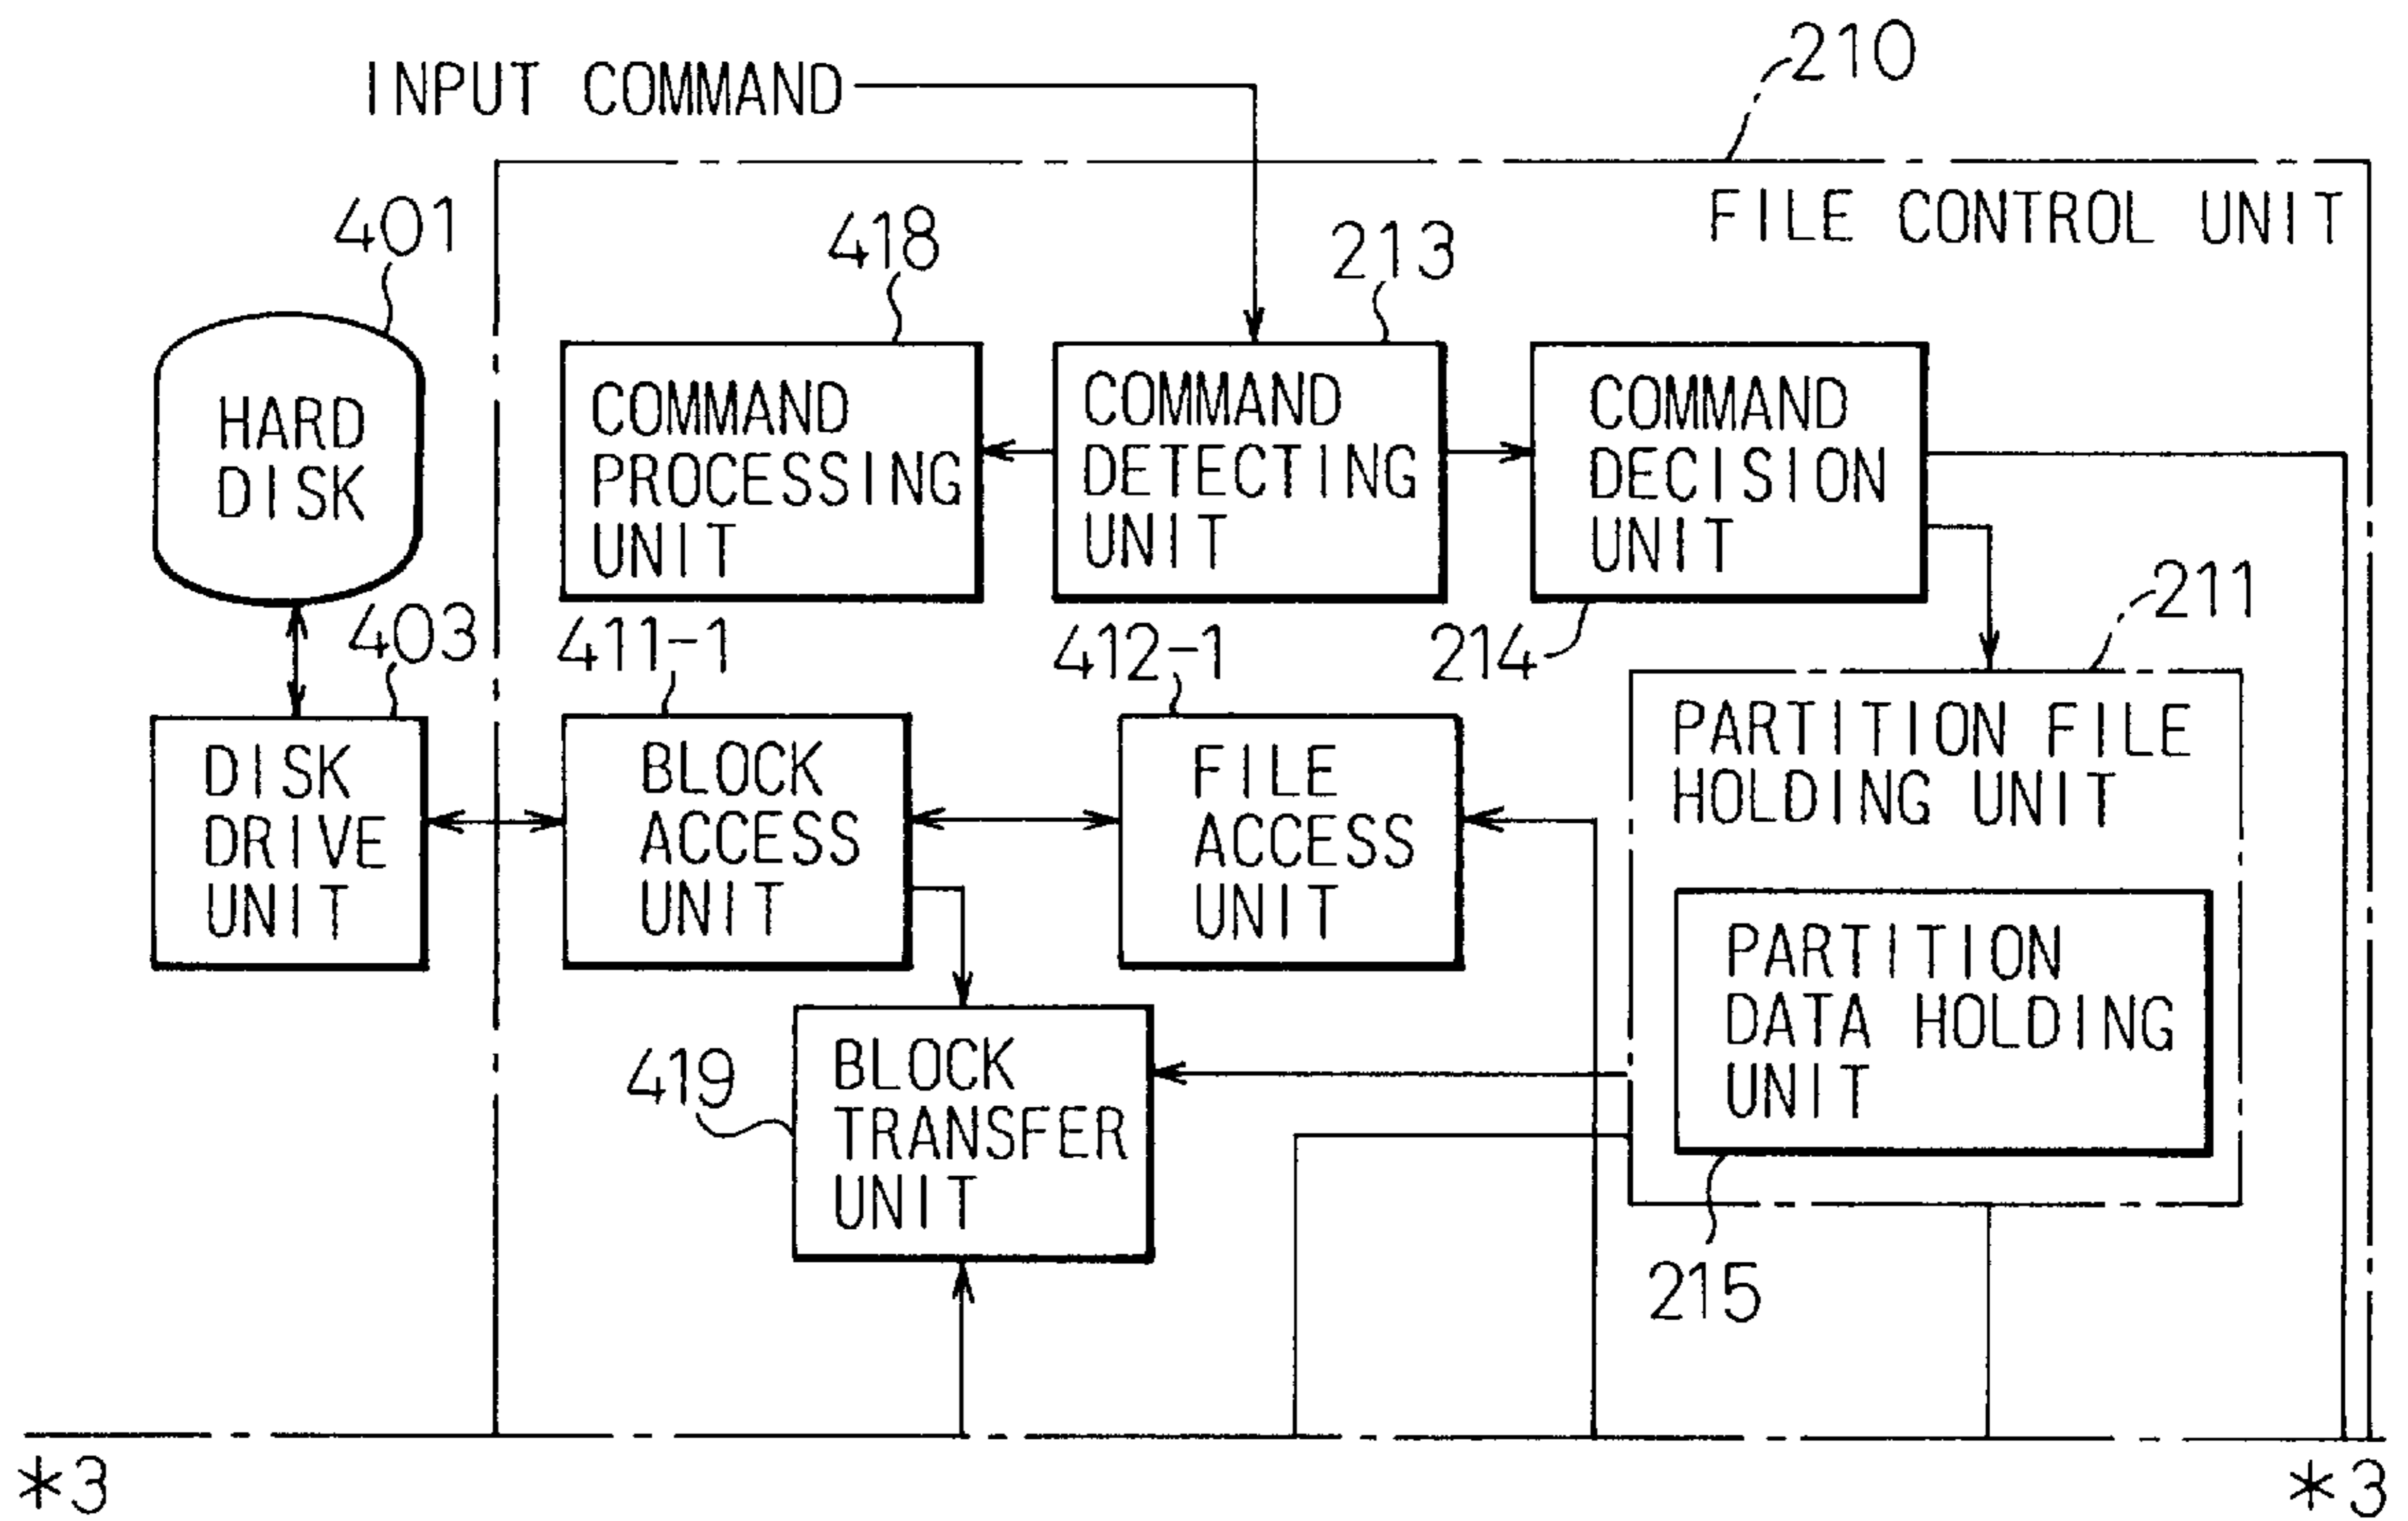 210
INPUT COMMAND
FILE CONTROL UNIT
401
418
213
HARD
DISK
COMMAND
PROCESSING
UNIT
COMMAND
DETECTING
UNIT
COMMAND
DECISION
UNIT
403
411-1
412-1
214
211
DISK
DRIVE
UNIT
BLOCK
ACCESS
UNIT
FILE
ACCESS
UNIT
PARTITION FILE
HOLDING UNIT
PARTITION
DATA HOLDING
UNIT
419
BLOCK
TRANSFER
UNIT
215
*3
*3